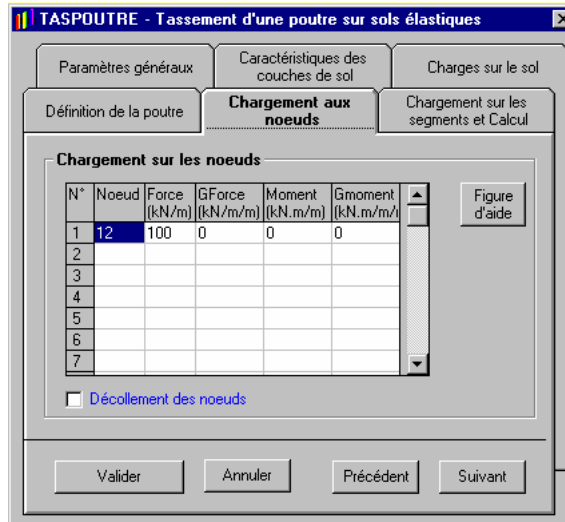 TASPOUTRE - Tassement d'une poutre sur sols élastiques
Paramètres généraux
Caractéristiques des
couches de sol
Charges sur le sol
Définition de la poutre
Chargement aux
noeuds
Chargement sur les
segments et Calcul
Chargement sur les noeuds
N° Noeud Force GForce Moment Gmoment
(kN/m) (kN/m/m) (kN.m/m) (kN.m/m/
1 12 100 0 0 0
2
3
4
5
6
7
Figure
d'aide
Décollement des noeuds
Valider Annuler Précédent Suivant